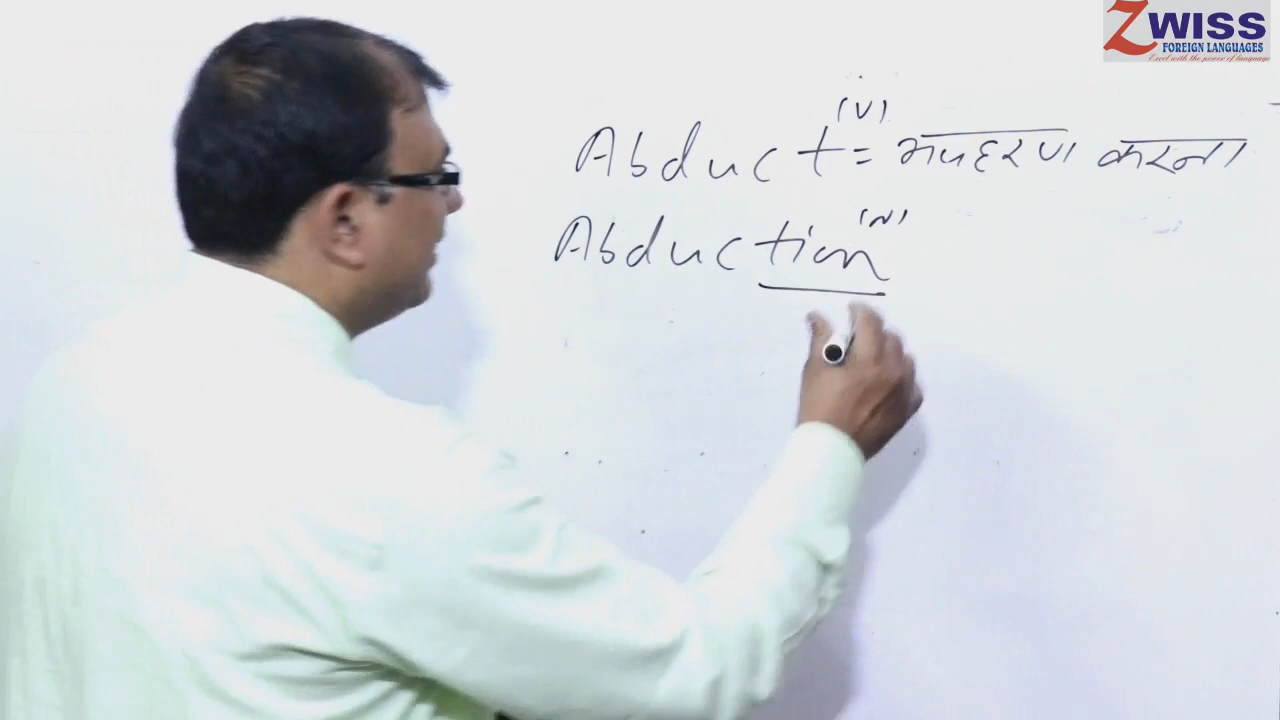 ZWISS
FOREIGN LANGUAGES
Excel with the power of language
(V)
Abduct = अपहरण करना
(N)
Abduction